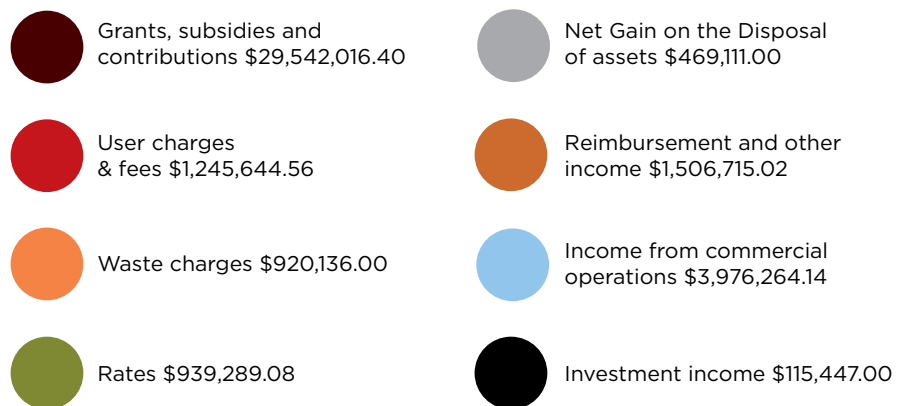 Grants, subsidies and
contributions $29,542,016.40
User charges
& fees $1,245,644.56
Waste charges $920,136.00
Rates $939,289.08
Net Gain on the Disposal
of assets $469,111.00
Reimbursement and other
income $1,506,715.02
Income from commercial
operations $3,976,264.14
Investment income $115,447.00